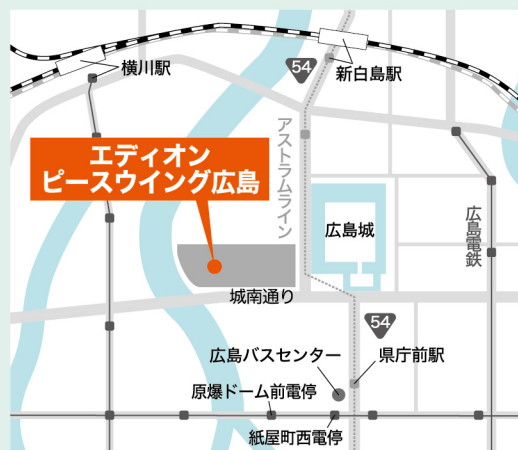 横川駅
54
新白島駅
エディオン
ピースウイング広島
アストラムライン
広島城
広島電鉄
城南通り
54
広島バスセンター
県庁前駅
原爆ドーム前電停
紙屋町西電停